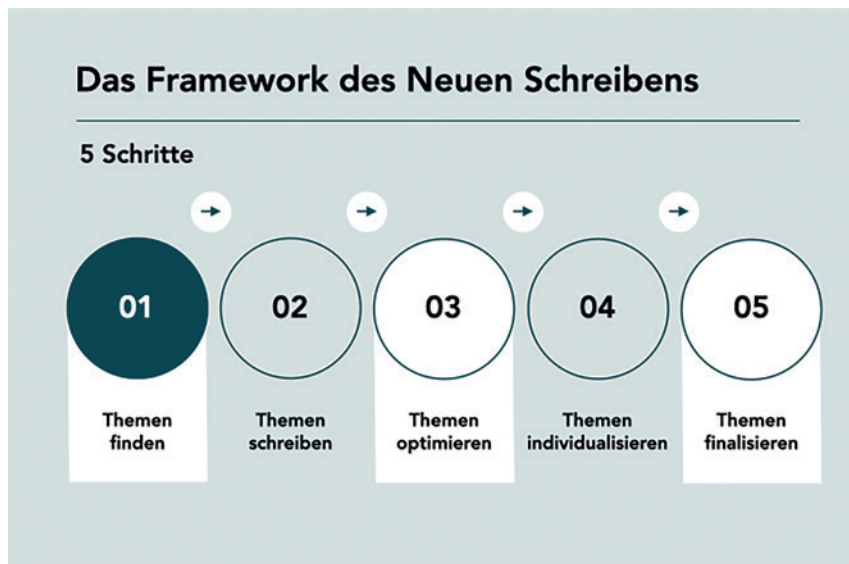 Das Framework des Neuen Schreibens
5 Schritte
01
02
03
04
05
Themen
finden
Themen
schreiben
Themen
optimieren
Themen
individualisieren
Themen
finalisieren